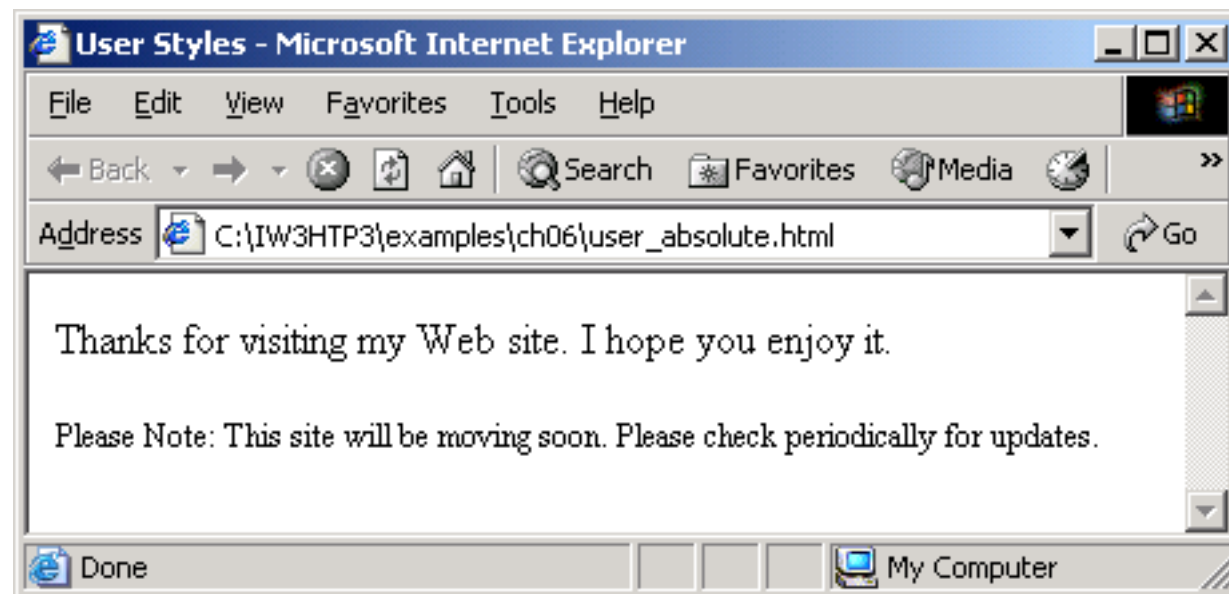 User Styles - Microsoft Internet Explorer
File Edit View Favorites Tools Help
Back Search Favorites Media »
Address C:\IW3HTP3\examples\ch06\user_absolute.html Go
Thanks for visiting my Web site. I hope you enjoy it.
Please Note: This site will be moving soon. Please check periodically for updates.
Done My Computer